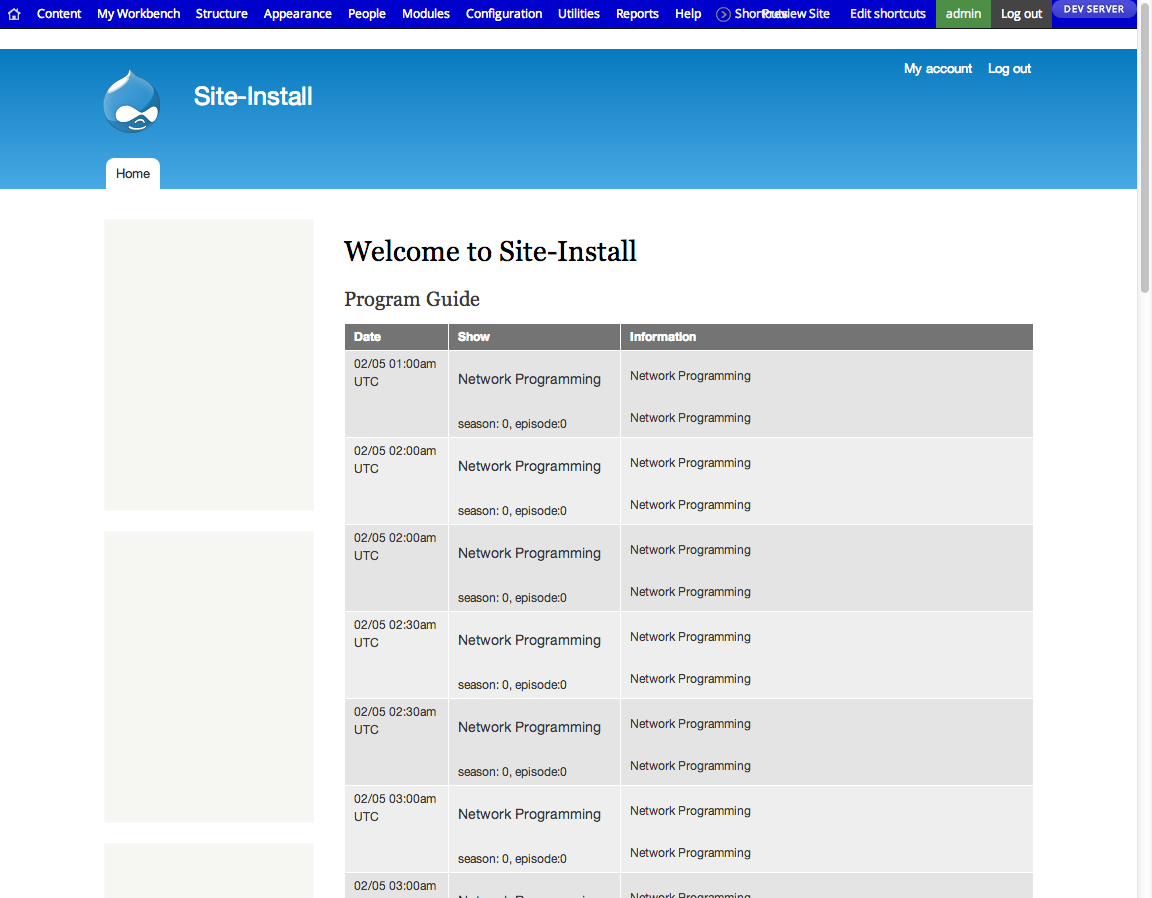 Content My Workbench Structure Appearance People Modules Configuration Utilities Reports Help Shortcuts Preview Site Edit shortcuts admin Log out DEV SERVER
My account Log out
Site-Install
Home
Welcome to Site-Install
Program Guide
Date Show Information
02/05 01:00am
UTC
Network Programming
season: 0, episode:0
Network Programming
Network Programming
02/05 02:00am
UTC
Network Programming
season: 0, episode:0
Network Programming
Network Programming
02/05 02:00am
UTC
Network Programming
season: 0, episode:0
Network Programming
Network Programming
02/05 02:30am
UTC
Network Programming
season: 0, episode:0
Network Programming
Network Programming
02/05 02:30am
UTC
Network Programming
season: 0, episode:0
Network Programming
Network Programming
02/05 03:00am
UTC
Network Programming
season: 0, episode:0
Network Programming
Network Programming
02/05 03:00am
Network Programming
Network Programming